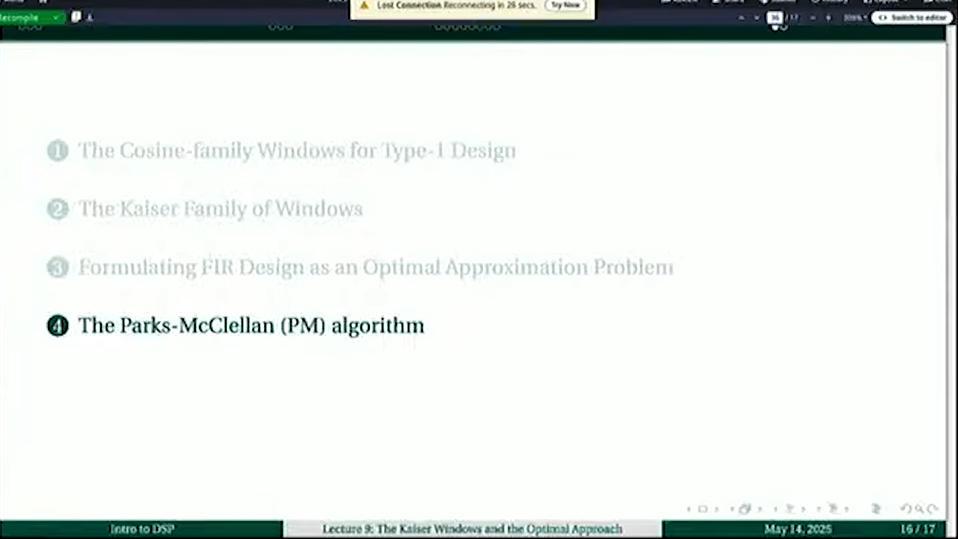 Lost Connection Reconnecting in 28 secs. Try Now
Recompile
16 / 17
Switch to editor
1 The Cosine-family Windows for Type-1 Design
2 The Kaiser Family of Windows
3 Formulating FIR Design as an Optimal Approximation Problem
4 The Parks-McClellan (PM) algorithm
Intro to DSP Lecture 9: The Kaiser Windows and the Optimal Approach May 14, 2025 16 / 17